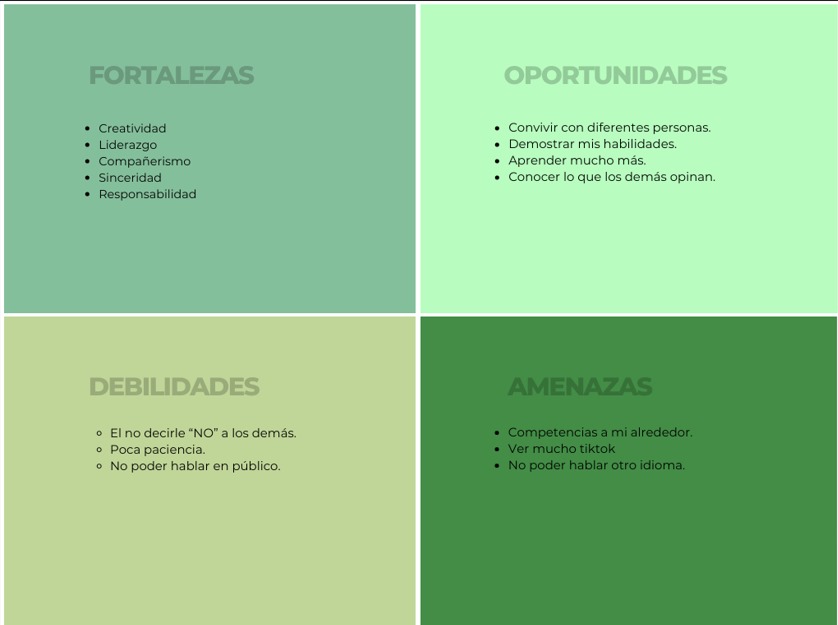 FORTALEZAS
Creatividad
Liderazgo
Compañerismo
Sinceridad
Responsabilidad
OPORTUNIDADES
Convivir con diferentes personas.
Demostrar mis habilidades.
Aprender mucho más.
Conocer lo que los demás opinan.
DEBILIDADES
El no decirle “NO” a los demás.
Poca paciencia.
No poder hablar en público.
AMENAZAS
Competencias a mi alrededor.
Ver mucho tiktok
No poder hablar otro idioma.